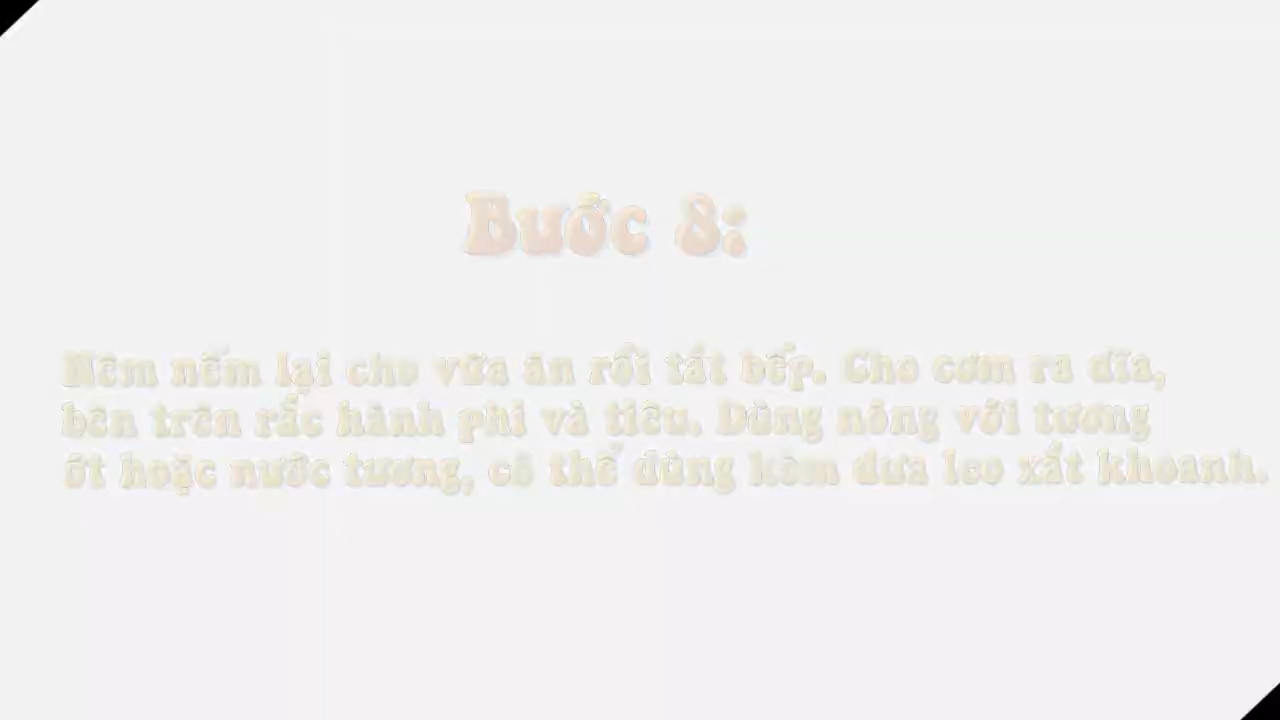 Bước 8:
Nêm nếm lại cho vừa ăn rồi tắt bếp. Cho cơm ra dĩa,
bên trên rắc hành phi và tiêu. Dùng nóng với tương
ớt hoặc nước tương, có thể dùng kèm dưa leo xắt khoanh.